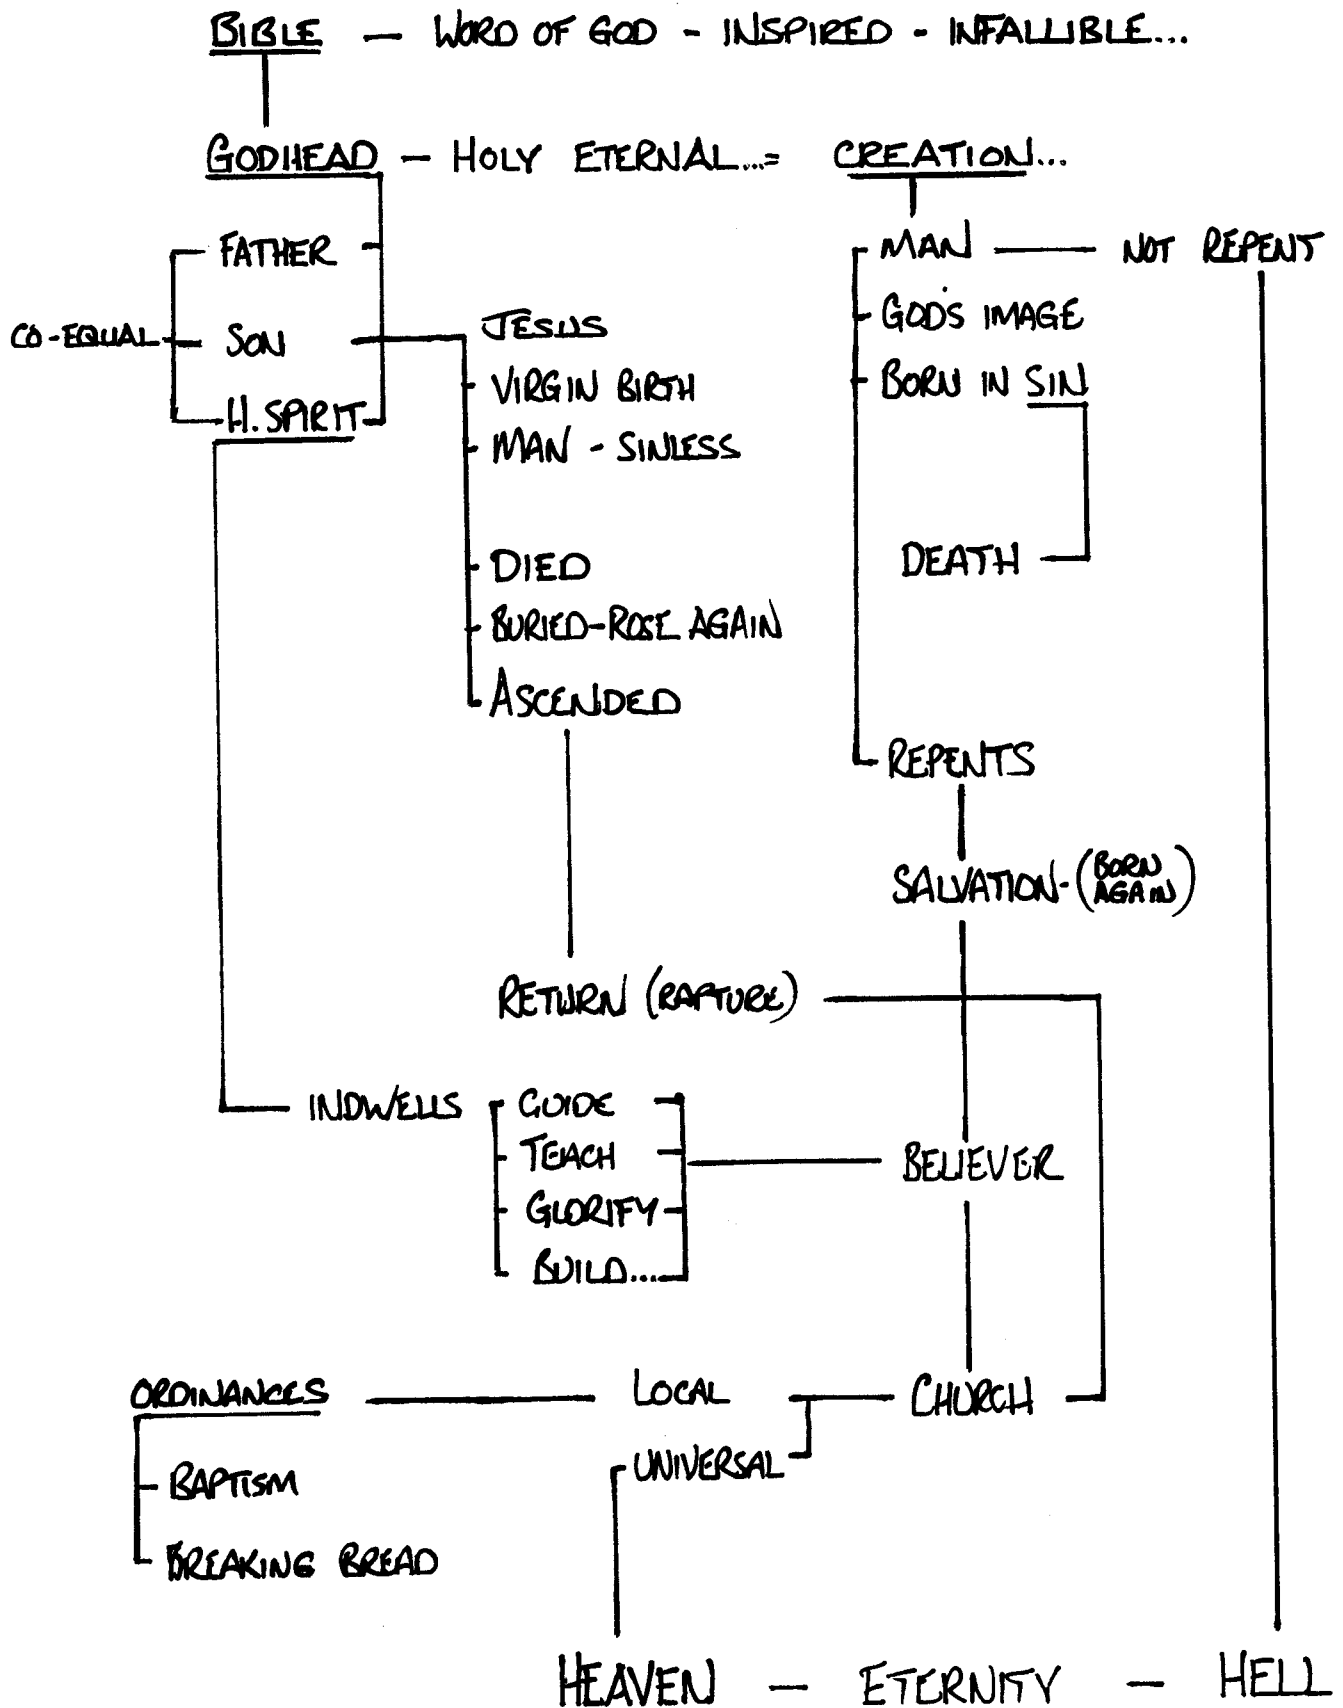 BIBLE — WORD OF GOD - INSPIRED - INFALLIBLE...
GODHEAD - HOLY ETERNAL...= CREATION...
FATHER
MAN — NOT REPENT
GOD'S IMAGE
CO-EQUAL
SON
JESUS
VIRGIN BIRTH
BORN IN SIN
H. SPIRIT
MAN - SINLESS
DIED
DEATH
BURIED-ROSE AGAIN
ASCENDED
REPENTS
SALVATION-(BORN AGAIN)
RETURN (RAPTURE)
INDWELLS
GUIDE
TEACH
BELIEVER
GLORIFY
BUILD....
ORDINANCES
LOCAL
CHURCH
UNIVERSAL
BAPTISM
BREAKING BREAD
HEAVEN - ETERNITY - HELL